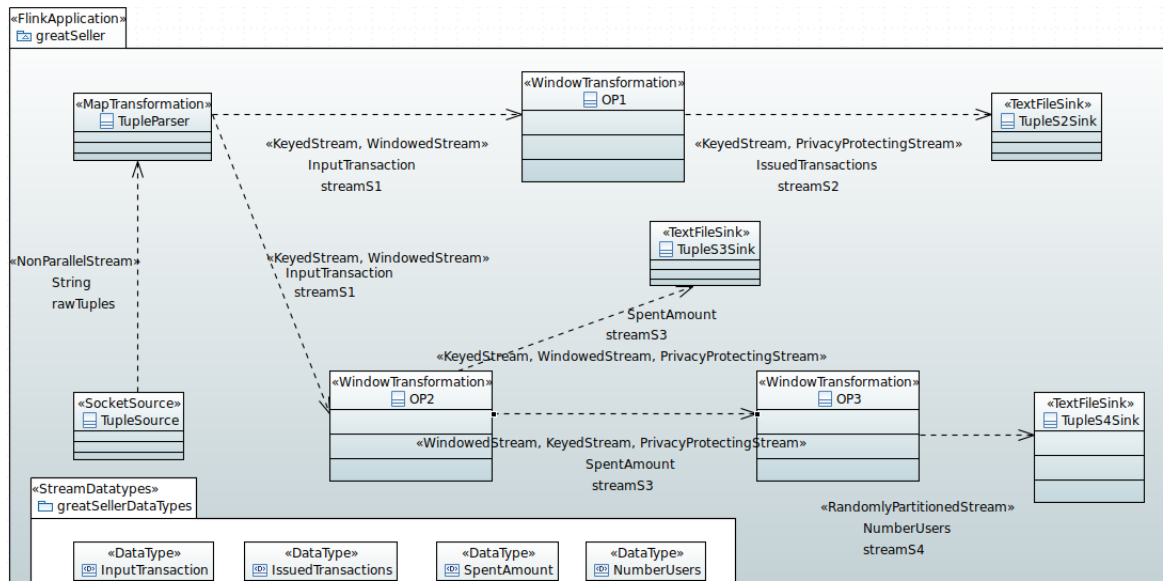 «FlinkApplication»
greatSeller
«MapTransformation»
TupleParser
«WindowTransformation»
OP1
«TextFileSink»
TupleS2Sink
«KeyedStream, WindowedStream»
InputTransaction
streamS1
«KeyedStream, PrivacyProtectingStream»
IssuedTransactions
streamS2
«TextFileSink»
TupleS3Sink
«NonParallelStream»
String
rawTuples
«KeyedStream, WindowedStream»
InputTransaction
streamS1
SpentAmount
streamS3
«KeyedStream, WindowedStream, PrivacyProtectingStream»
«SocketSource»
TupleSource
«WindowTransformation»
OP2
«WindowTransformation»
OP3
«TextFileSink»
TupleS4Sink
«WindowedStream, KeyedStream, PrivacyProtectingStream»
SpentAmount
streamS3
«RandomlyPartitionedStream»
NumberUsers
streamS4
«StreamDatatypes»
greatSellerDataTypes
«DataType»
InputTransaction
«DataType»
IssuedTransactions
«DataType»
SpentAmount
«DataType»
NumberUsers